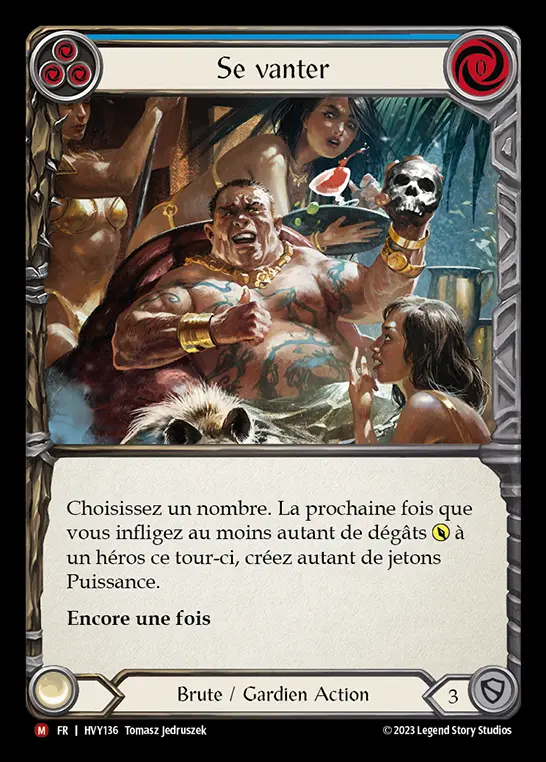 Se vanter
0
Choisissez un nombre. La prochaine fois que
vous infligez au moins autant de dégâts à
un héros ce tour-ci, créez autant de jetons
Puissance.
Encore une fois
Brute / Gardien Action
3
M FR | HVY136 Tomasz Jedruszek
© 2023 Legend Story Studios